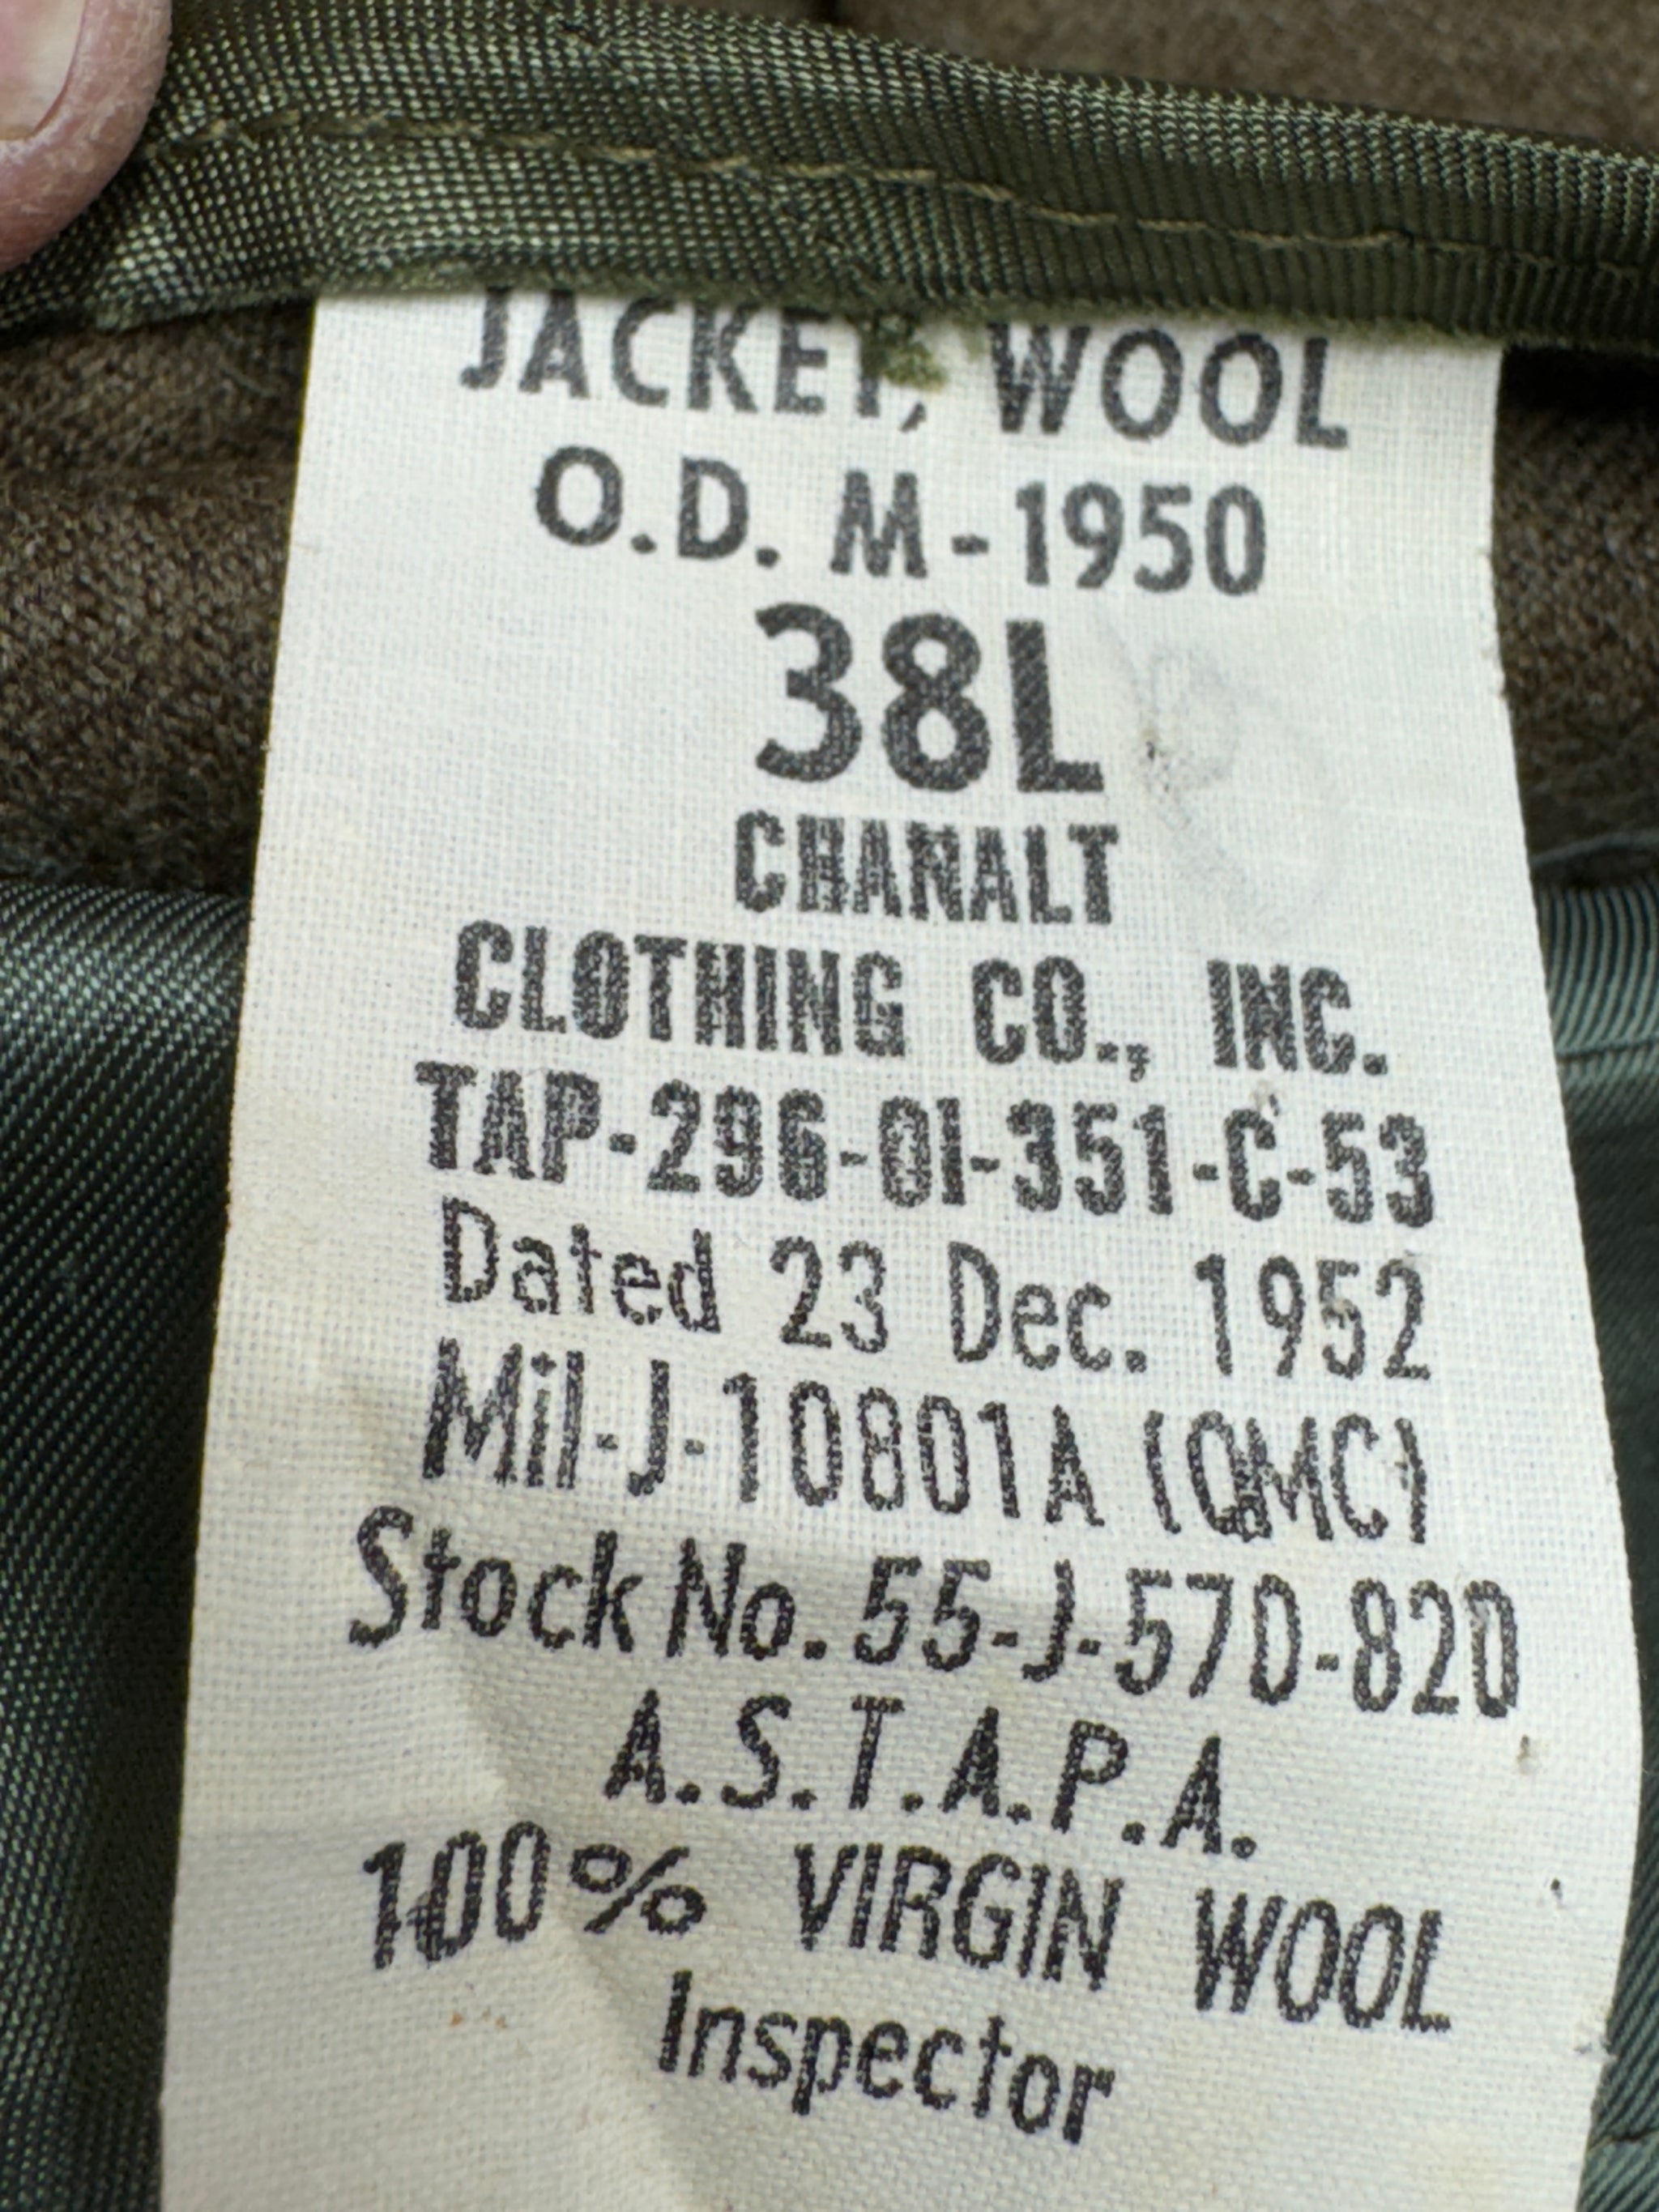 JACKET, WOOL
O.D. M-1950
38L
CHANALT
CLOTHING CO., INC.
TAP-296-01-351-C-53
Dated 23 Dec. 1952
Mil-J-10801A (QMC)
Stock No. 55-J-570-820
A.S.T.A.P.A.
100% VIRGIN WOOL
Inspector